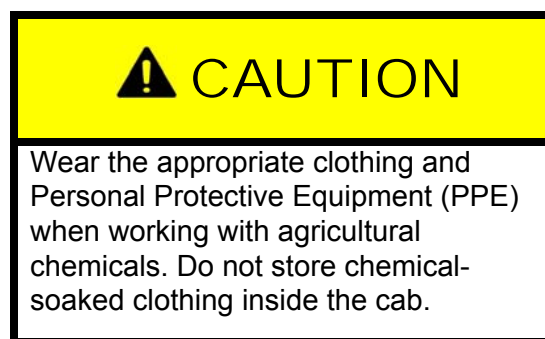 CAUTION
Wear the appropriate clothing and
Personal Protective Equipment (PPE)
when working with agricultural
chemicals. Do not store chemical-
soaked clothing inside the cab.